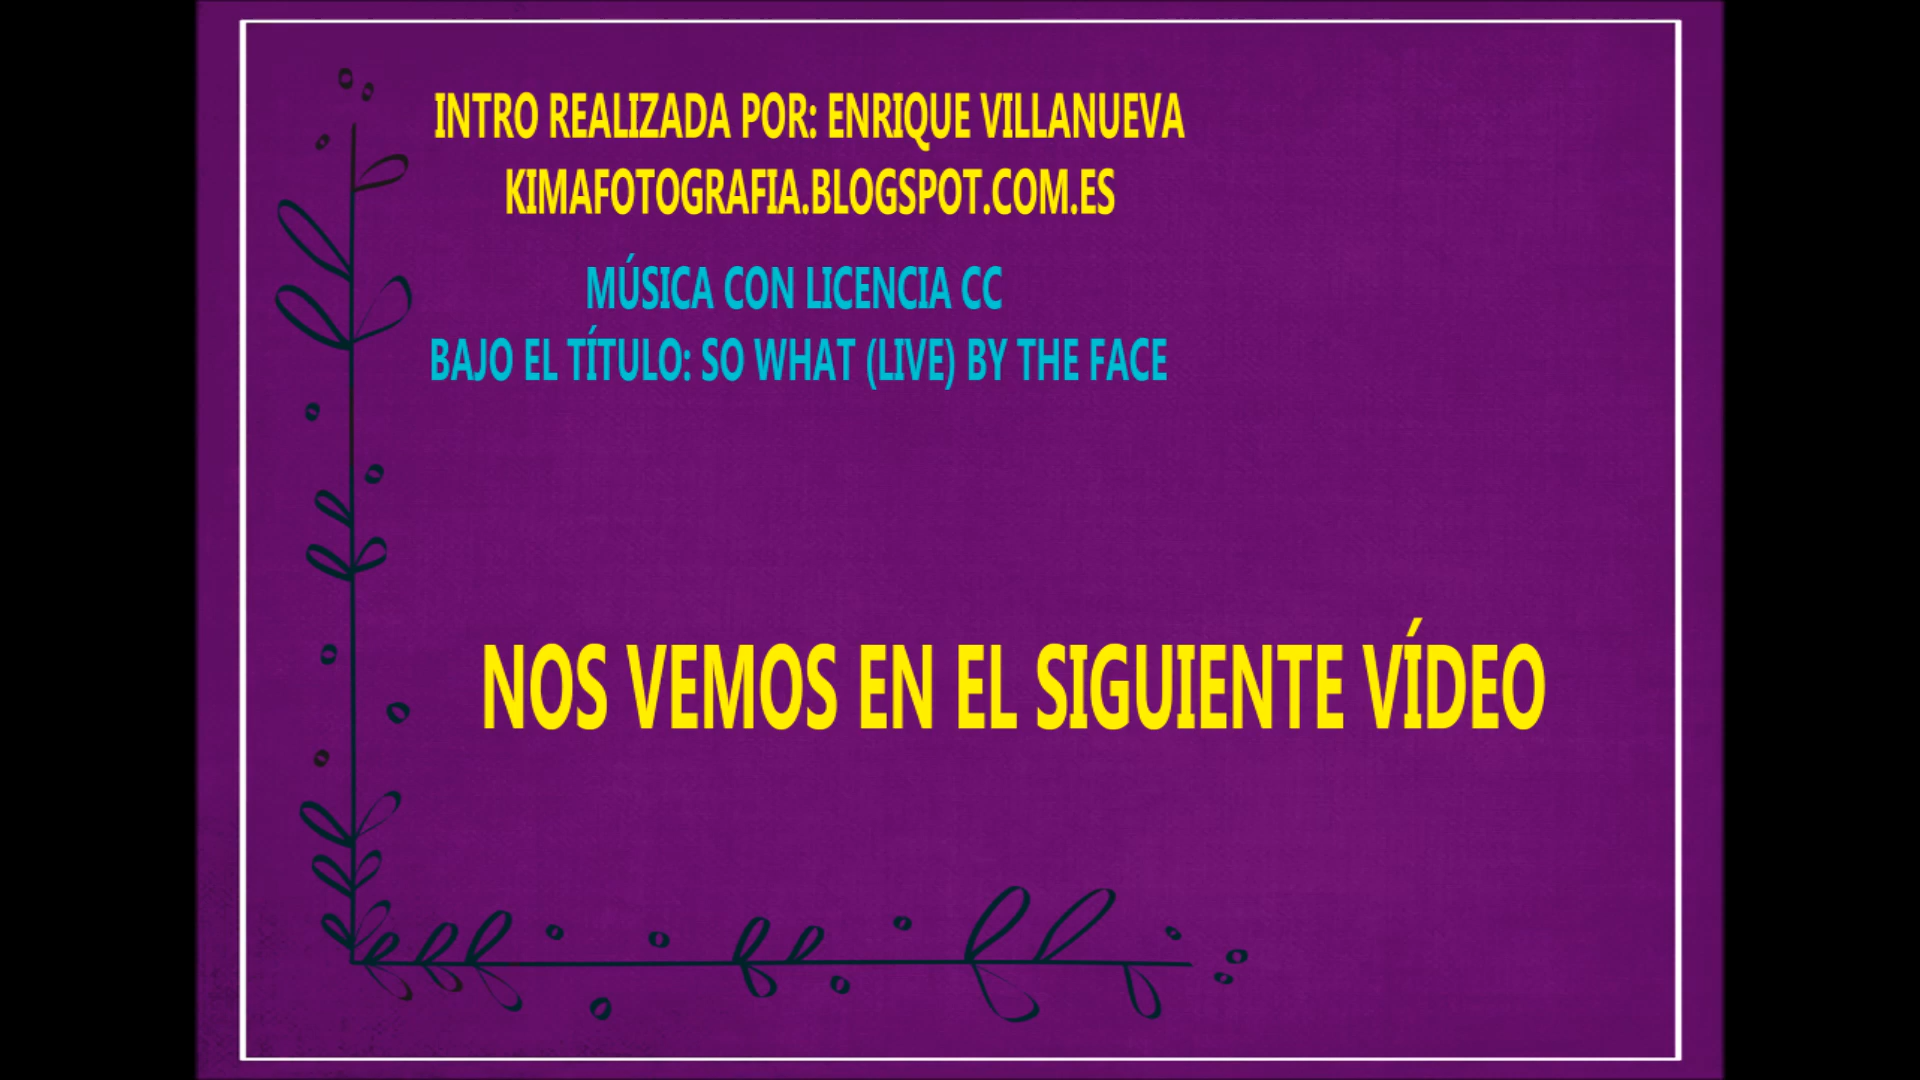 INTRO REALIZADA POR: ENRIQUE VILLANUEVA
KIMAFOTOGRAFIA.BLOGSPOT.COM.ES
MÚSICA CON LICENCIA CC
BAJO EL TÍTULO: SO WHAT (LIVE) BY THE FACE
NOS VEMOS EN EL SIGUIENTE VÍDEO